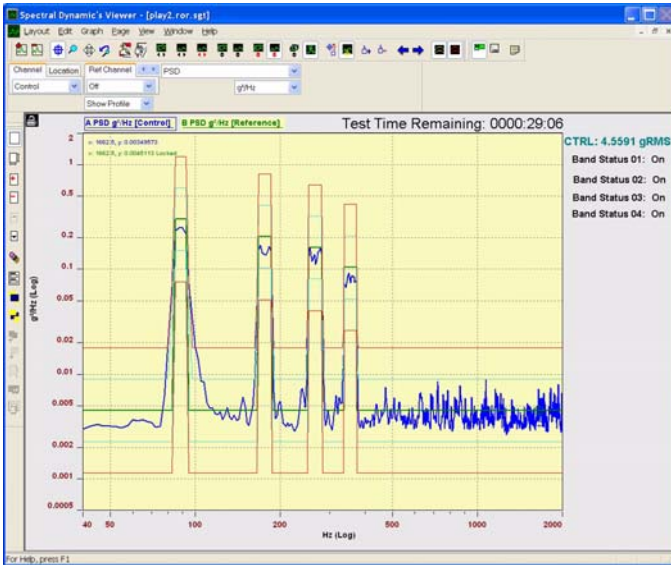 Spectral Dynamic's Viewer - [play2.ror.sgt]
Layout Edit Graph Page View Window Help
Channel Location Ref Channel PSD
Control Off g²/Hz
Show Profile
A PSD g²/Hz [Control] B PSD g²/Hz [Reference] Test Time Remaining: 0000:29:06
CTRL: 4.5591 gRMS
Band Status 01: On
Band Status 02: On
Band Status 03: On
Band Status 04: On
2
1
0.5
0.2
0.1
0.05
0.02
0.01
0.005
0.002
0.001
0.0005
g²/Hz (Log)
40 50 100 200 500 1000 2000
Hz (Log)
For Help, press F1